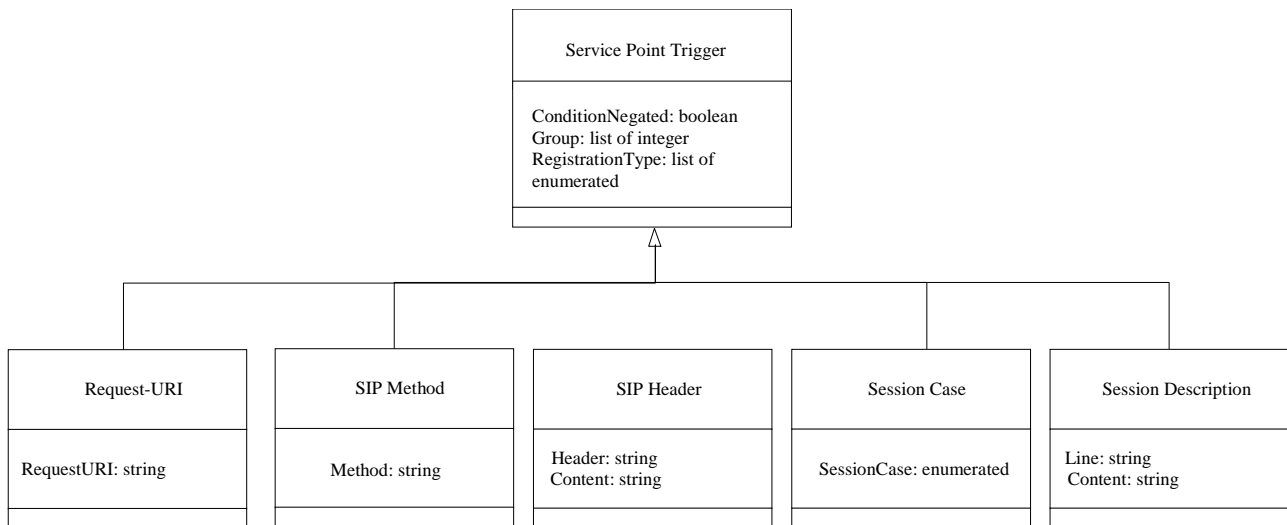 Service Point Trigger
ConditionNegated: boolean
Group: list of integer
RegistrationType: list of
enumerated
Request-URI
RequestURI: string
SIP Method
Method: string
SIP Header
Header: string
Content: string
Session Case
SessionCase: enumerated
Session Description
Line: string
Content: string